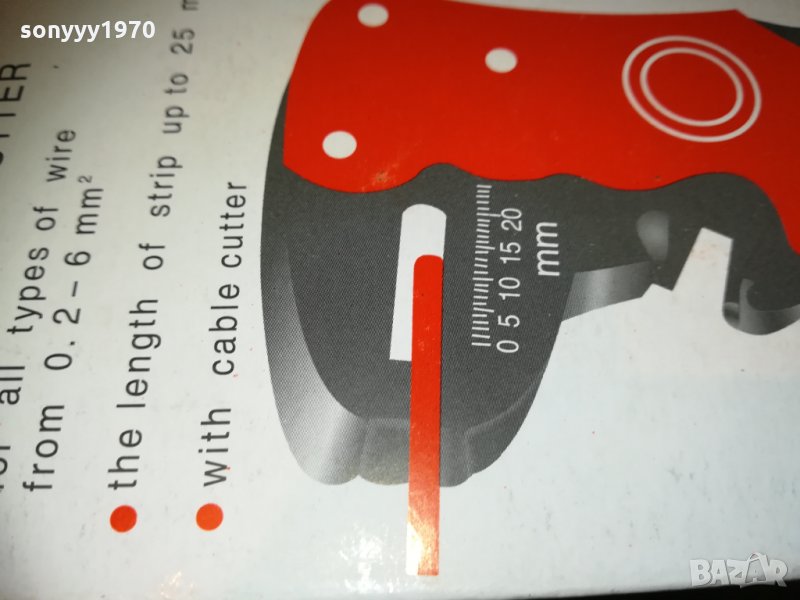 sonyyy1970
all types of wire
from 0.2-6 mm²
the length of strip up to 25
with cable cutter
0 5 10 15 20
mm
BAZAR